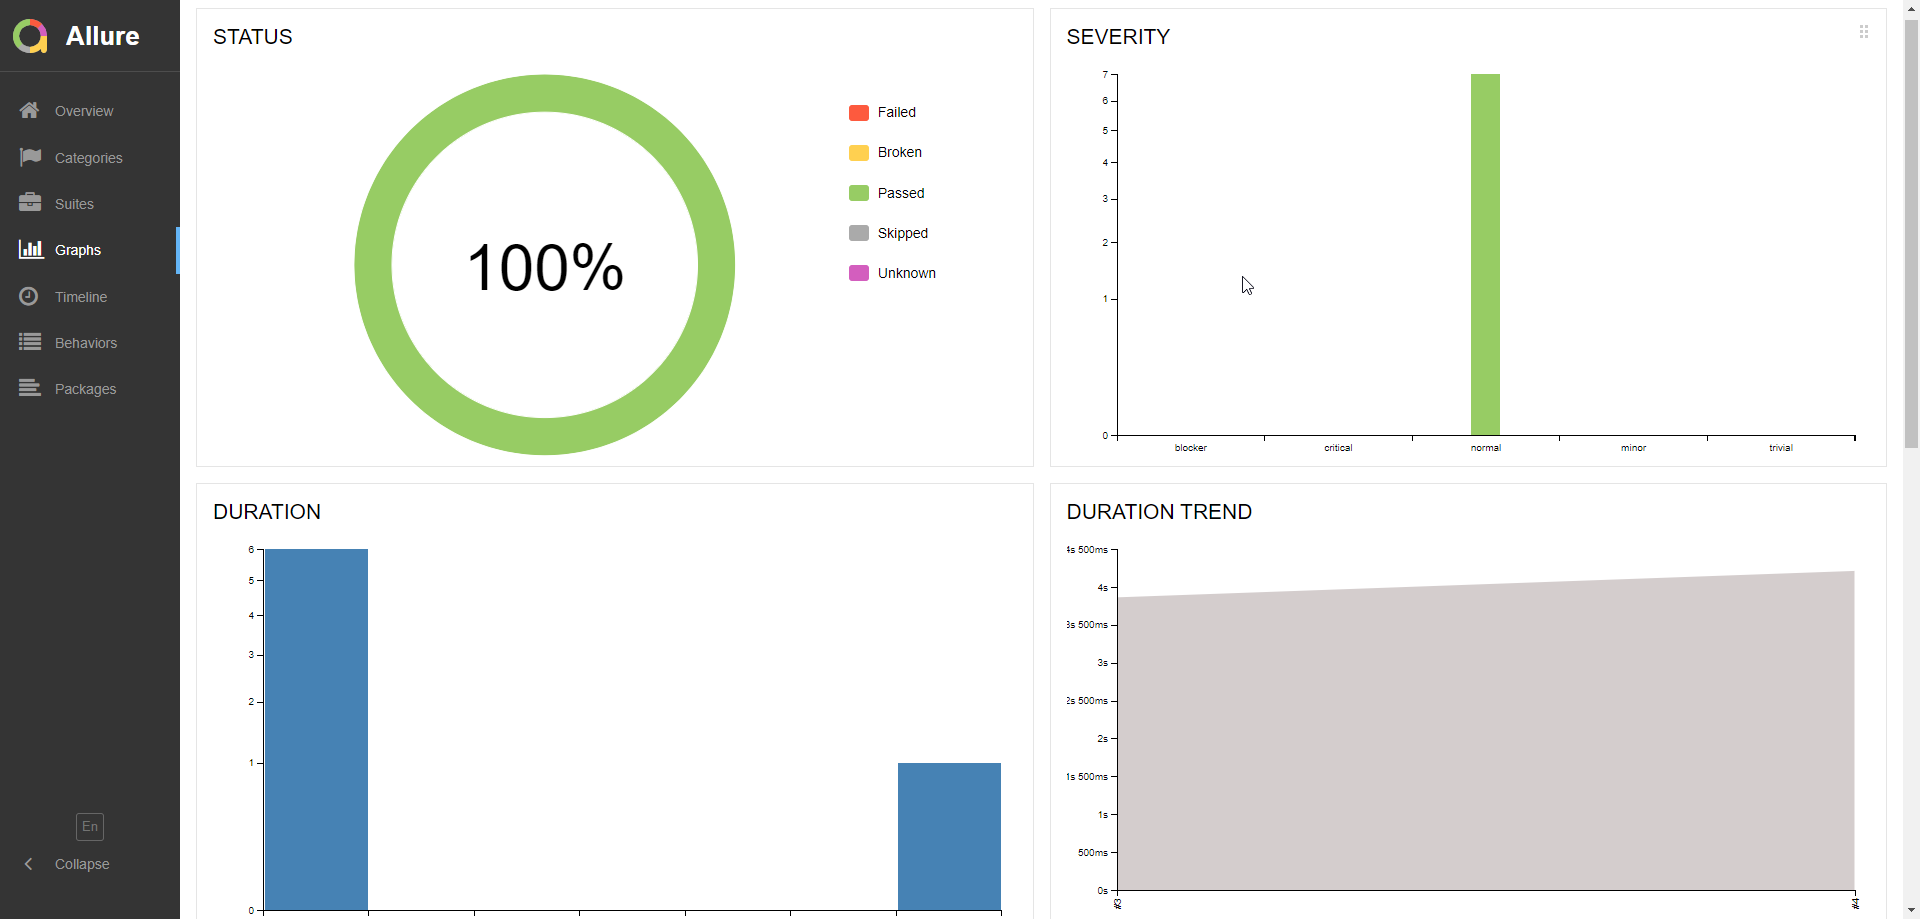 Allure
Overview
Categories
Suites
Graphs
Timeline
Behaviors
Packages
En
Collapse
STATUS
100%
Failed
Broken
Passed
Skipped
Unknown
SEVERITY
7
6
5
4
3
2
1
0
blocker
critical
normal
minor
trivial
DURATION
6
5
4
3
2
1
0
DURATION TREND
4s 500ms
4s
3s 500ms
3s
2s 500ms
2s
1s 500ms
1s
500ms
0s
#3
#4